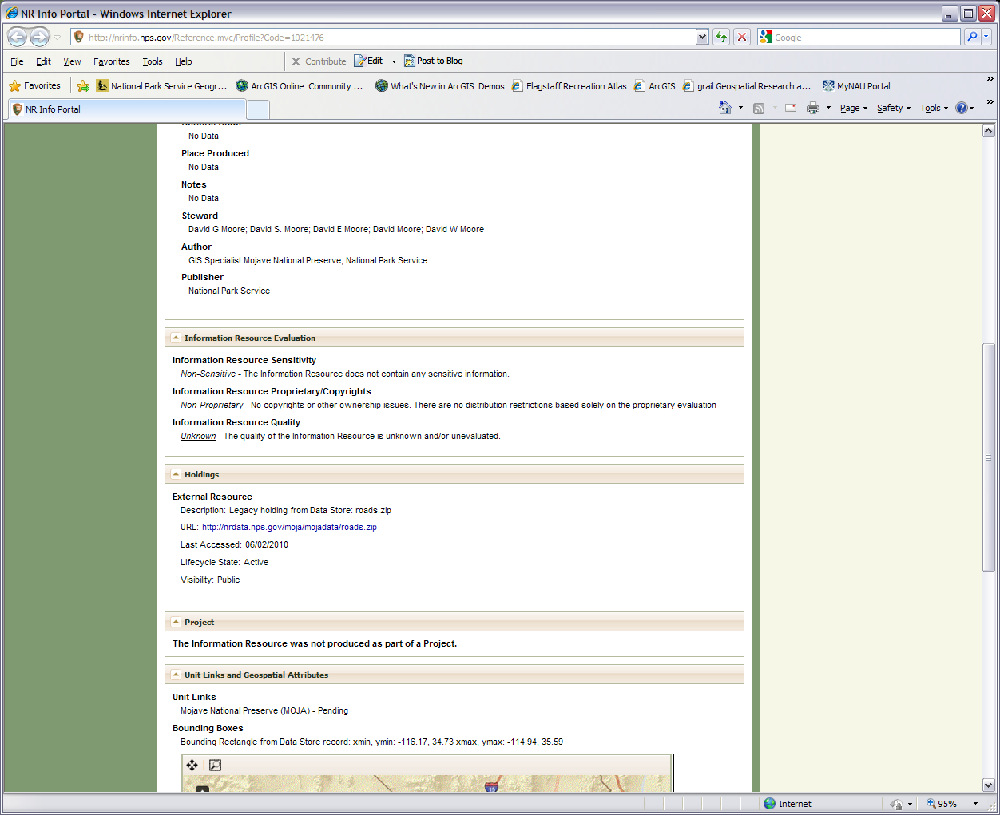 NR Info Portal - Windows Internet Explorer
http://nrinfo.nps.gov/Reference.mvc/Profile?Code=1021476
Google
File Edit View Favorites Tools Help
Contribute Edit Post to Blog
Favorites National Park Service Geogr... ArcGIS Online Community ... What's New in ArcGIS Demos Flagstaff Recreation Atlas ArcGIS grail Geospatial Research a... MyNAU Portal
NR Info Portal
Page Safety Tools
Generic Code
No Data
Place Produced
No Data
Notes
No Data
Steward
David G Moore; David S. Moore; David E Moore; David Moore; David W Moore
Author
GIS Specialist Mojave National Preserve, National Park Service
Publisher
National Park Service
Information Resource Evaluation
Information Resource Sensitivity
Non-Sensitive - The Information Resource does not contain any sensitive information.
Information Resource Proprietary/Copyrights
Non-Proprietary - No copyrights or other ownership issues. There are no distribution restrictions based solely on the proprietary evaluation
Information Resource Quality
Unknown - The quality of the Information Resource is unknown and/or unevaluated.
Holdings
External Resource
Description: Legacy holding from Data Store: roads.zip
URL: http://nrdata.nps.gov/moja/mojadata/roads.zip
Last Accessed: 06/02/2010
Lifecycle State: Active
Visibility: Public
Project
The Information Resource was not produced as part of a Project.
Unit Links and Geospatial Attributes
Unit Links
Mojave National Preserve (MOJA) - Pending
Bounding Boxes
Bounding Rectangle from Data Store record: xmin, ymin: -116.17, 34.73 xmax, ymax: -114.94, 35.59
15
Internet
95%